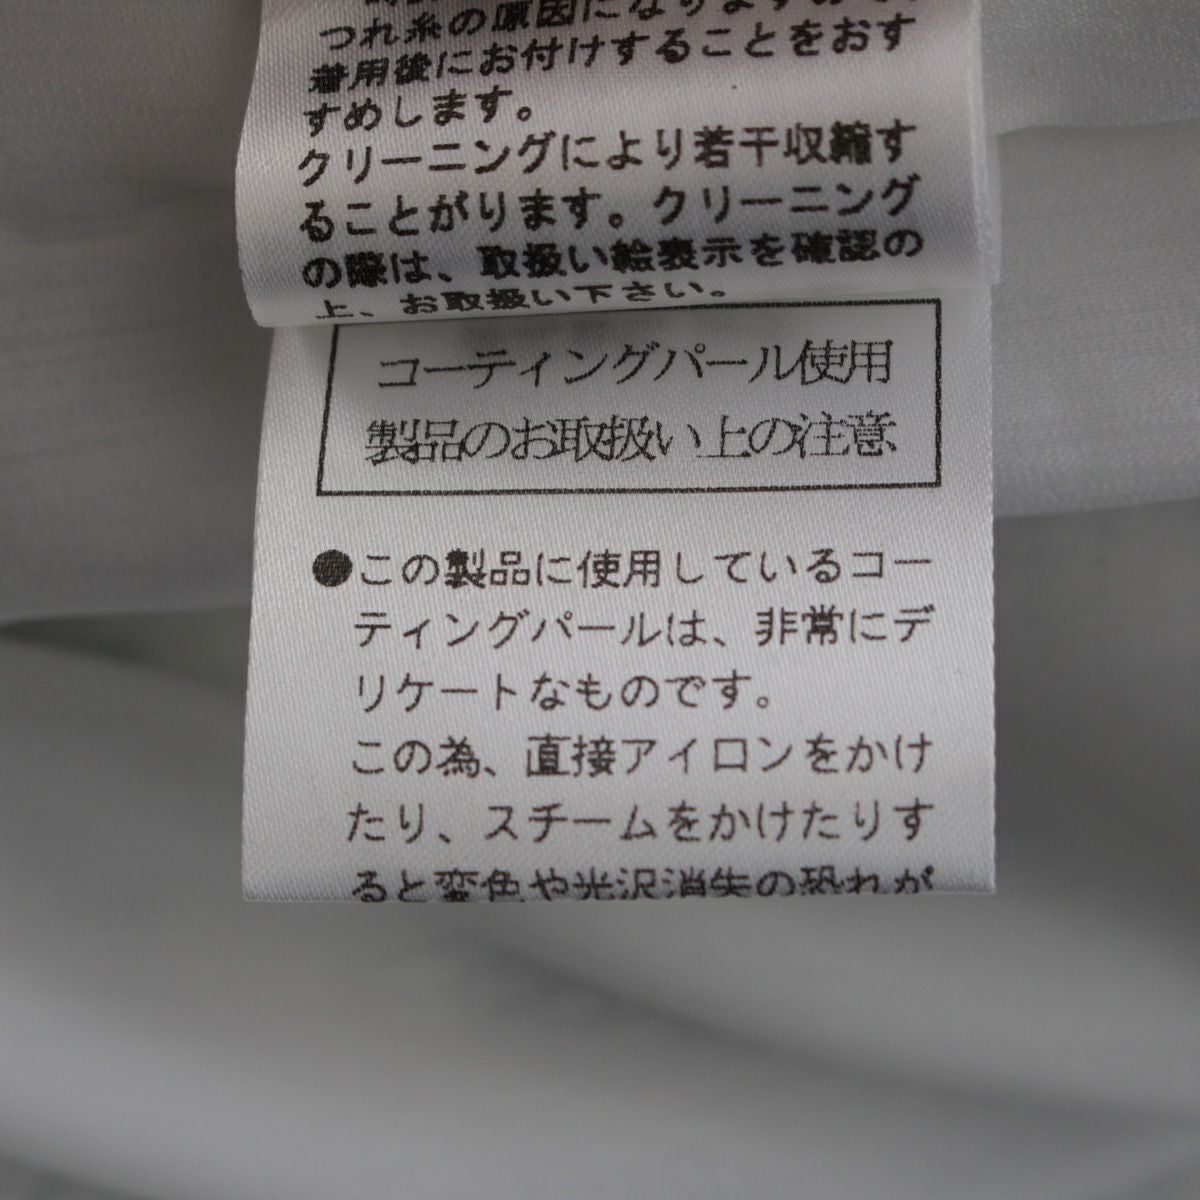 つれ糸の原因になりますので、
着用後にお付けすることをおす
すめします。
クリーニングにより若干収縮す
ることがります。クリーニング
の際は、取扱い絵表示を確認の
上、お取扱い下さい。
コーティングパール使用
製品のお取扱い上の注意
●この製品に使用しているコー
ティングパールは、非常にデ
リケートなものです。
この為、直接アイロンをかけ
たり、スチームをかけたりす
ると変色や光沢消失の恐れが